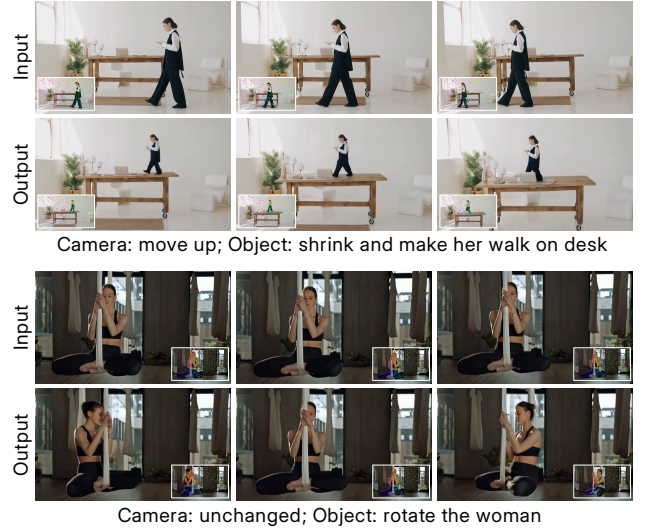 Input
Output
Camera: move up; Object: shrink and make her walk on desk
Input
Output
Camera: unchanged; Object: rotate the woman